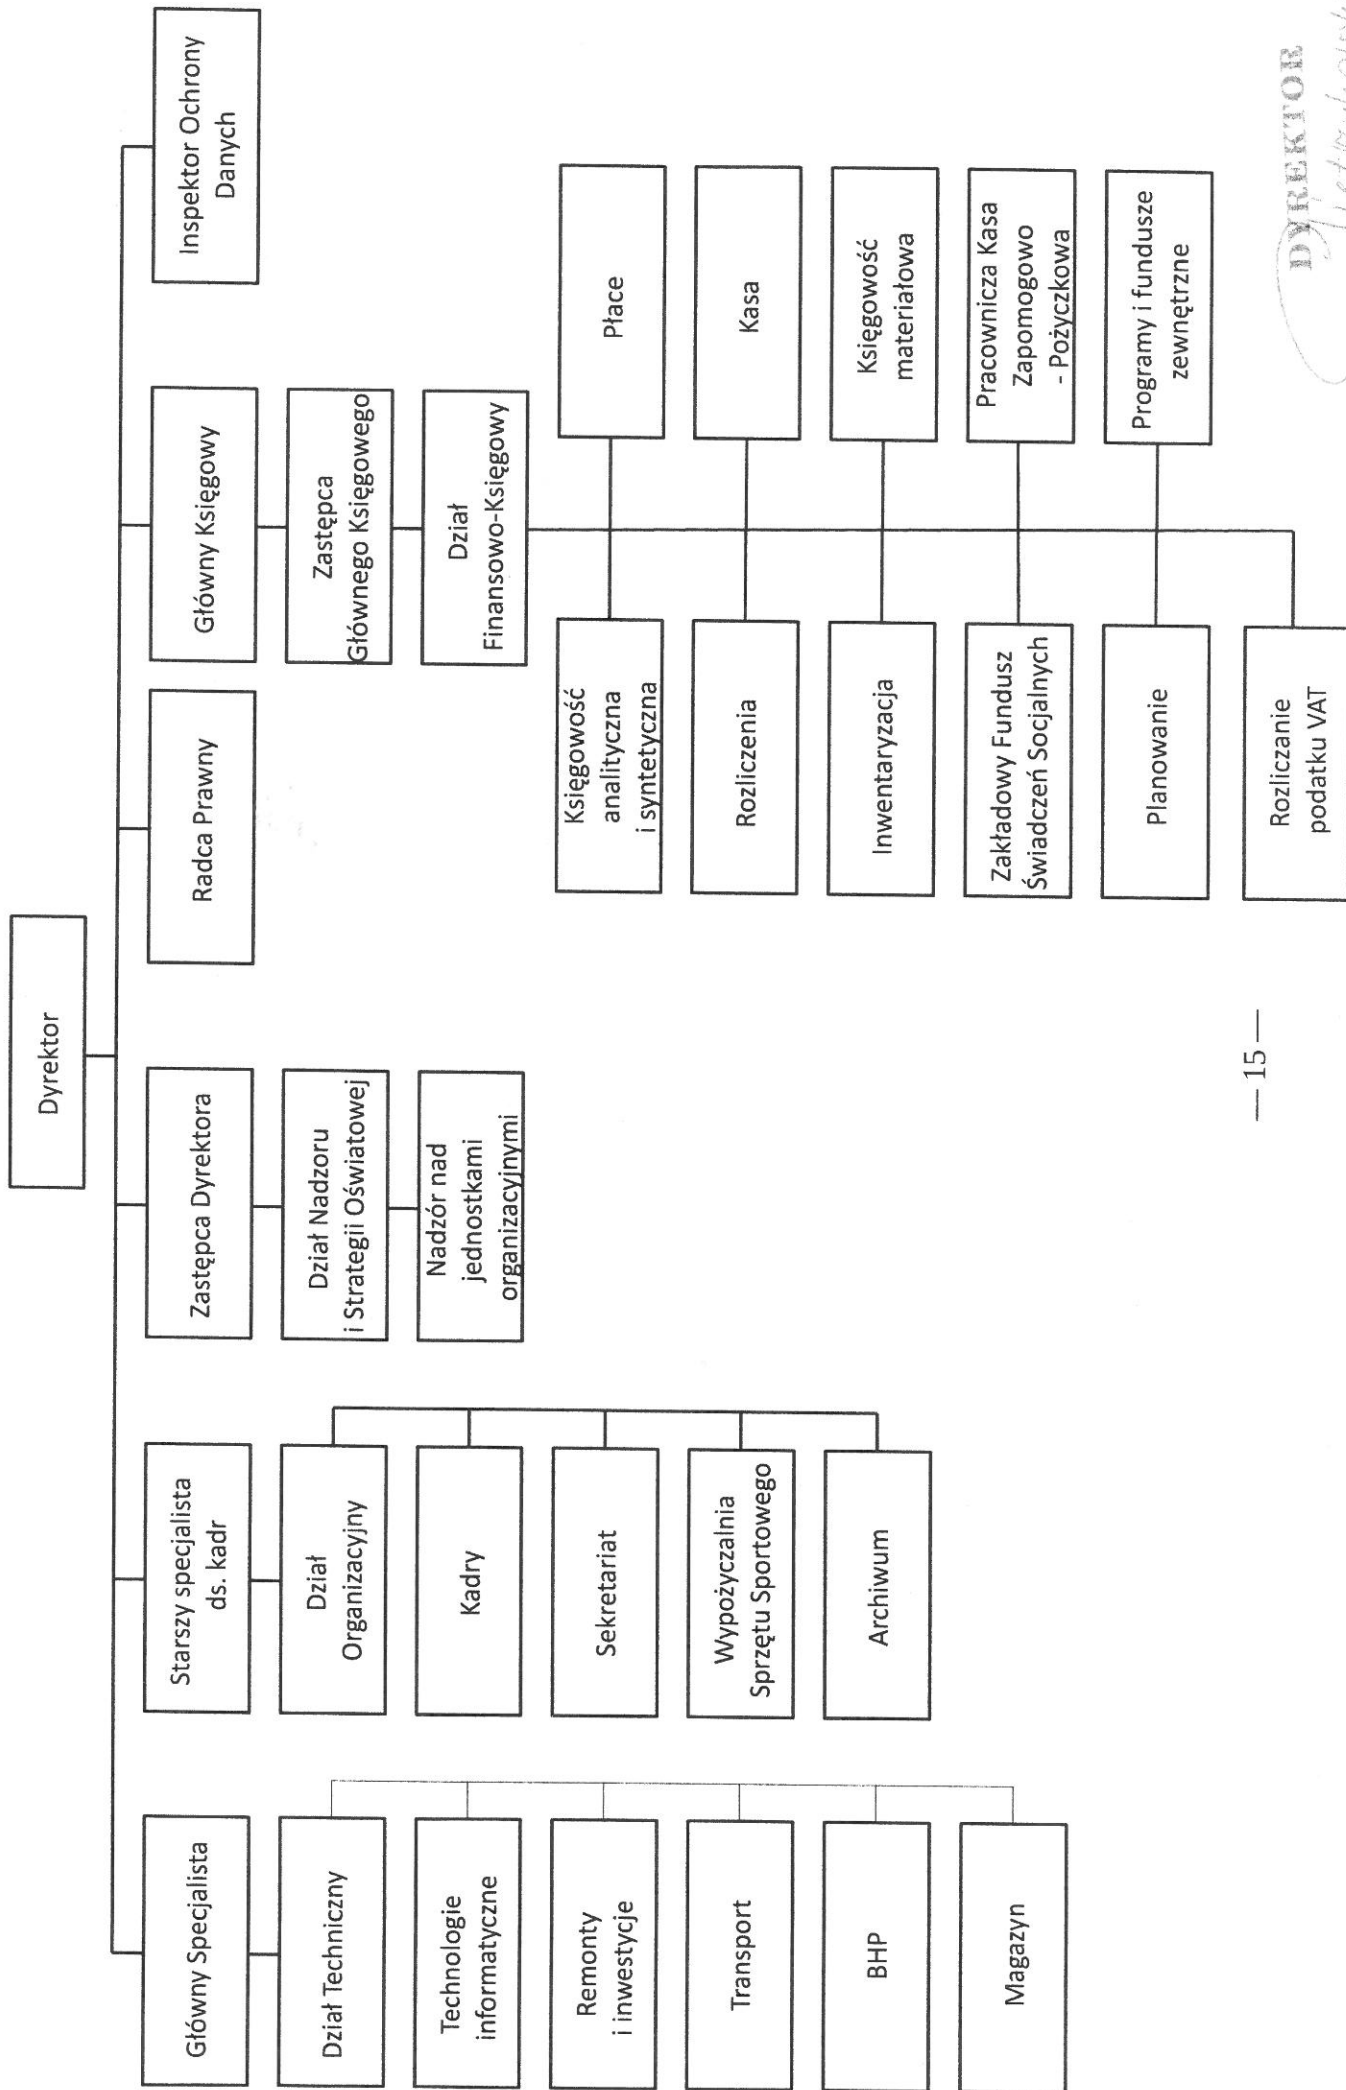 Dyrektor
Główny Specjalista
Starszy specjalista
ds. kadr
Zastępca Dyrektora
Radca Prawny
Główny Księgowy
Inspektor Ochrony
Danych
Dział Techniczny
Technologie
informatyczne
Remonty
i inwestycje
Transport
BHP
Magazyn
Dział
Organizacyjny
Kadry
Sekretariat
Wypożyczalnia
Sprzętu Sportowego
Archiwum
Dział Nadzoru
i Strategii Oświatowej
Nadzór nad
jednostkami
organizacyjnymi
Zastępca
Głównego Księgowego
Dział
Finansowo-Księgowy
Księgowość
analityczna
i syntetyczna
Płace
Rozliczenia
Kasa
Inwentaryzacja
Księgowość
materiałowa
Zakładowy Fundusz
Świadczeń Socjalnych
Pracownicza Kasa
Zapomogowo
- Pożyczkowa
Planowanie
Programy i fundusze
zewnętrzne
Rozliczanie
podatku VAT
— 15 —
DYREKTOR